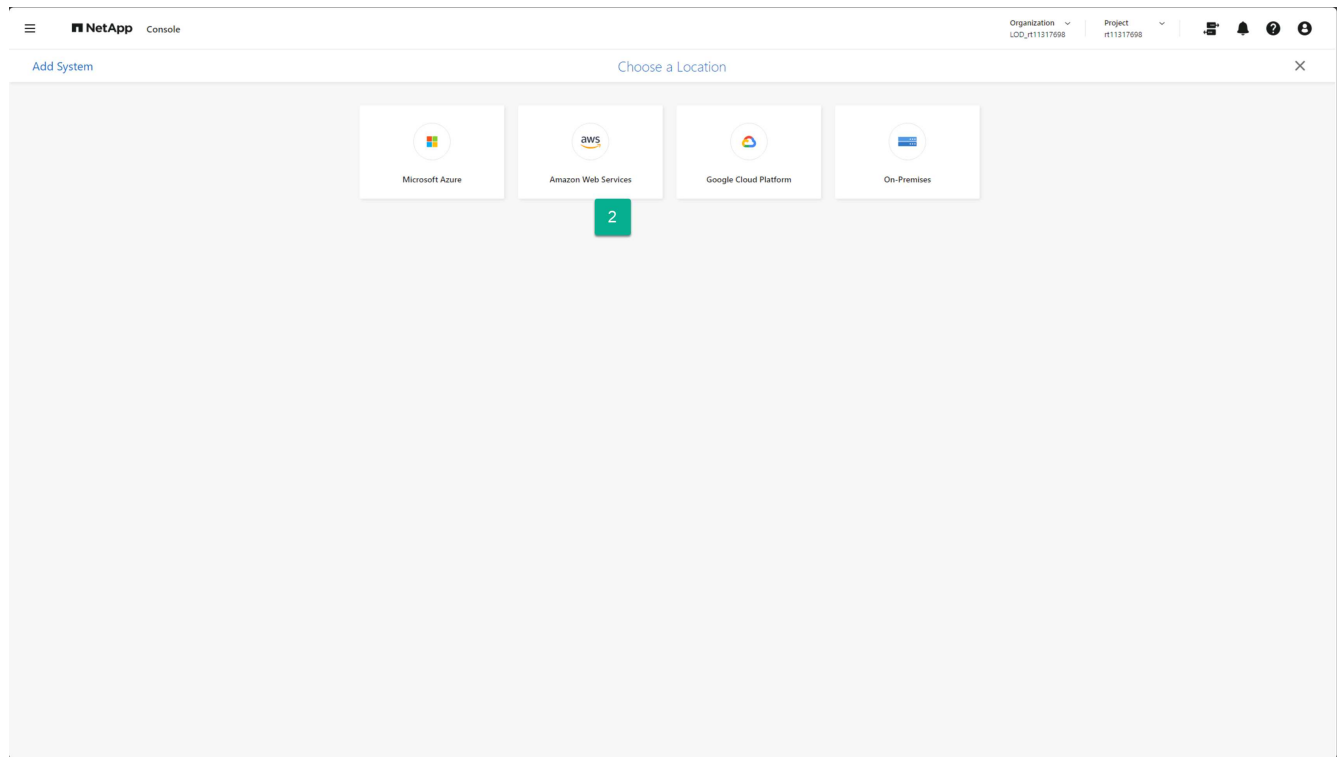 NetApp Console
Organization
LOD_rt11317698
Project
rt11317698
Add System
Choose a Location
Microsoft Azure
aws
Amazon Web Services
Google Cloud Platform
On-Premises
2